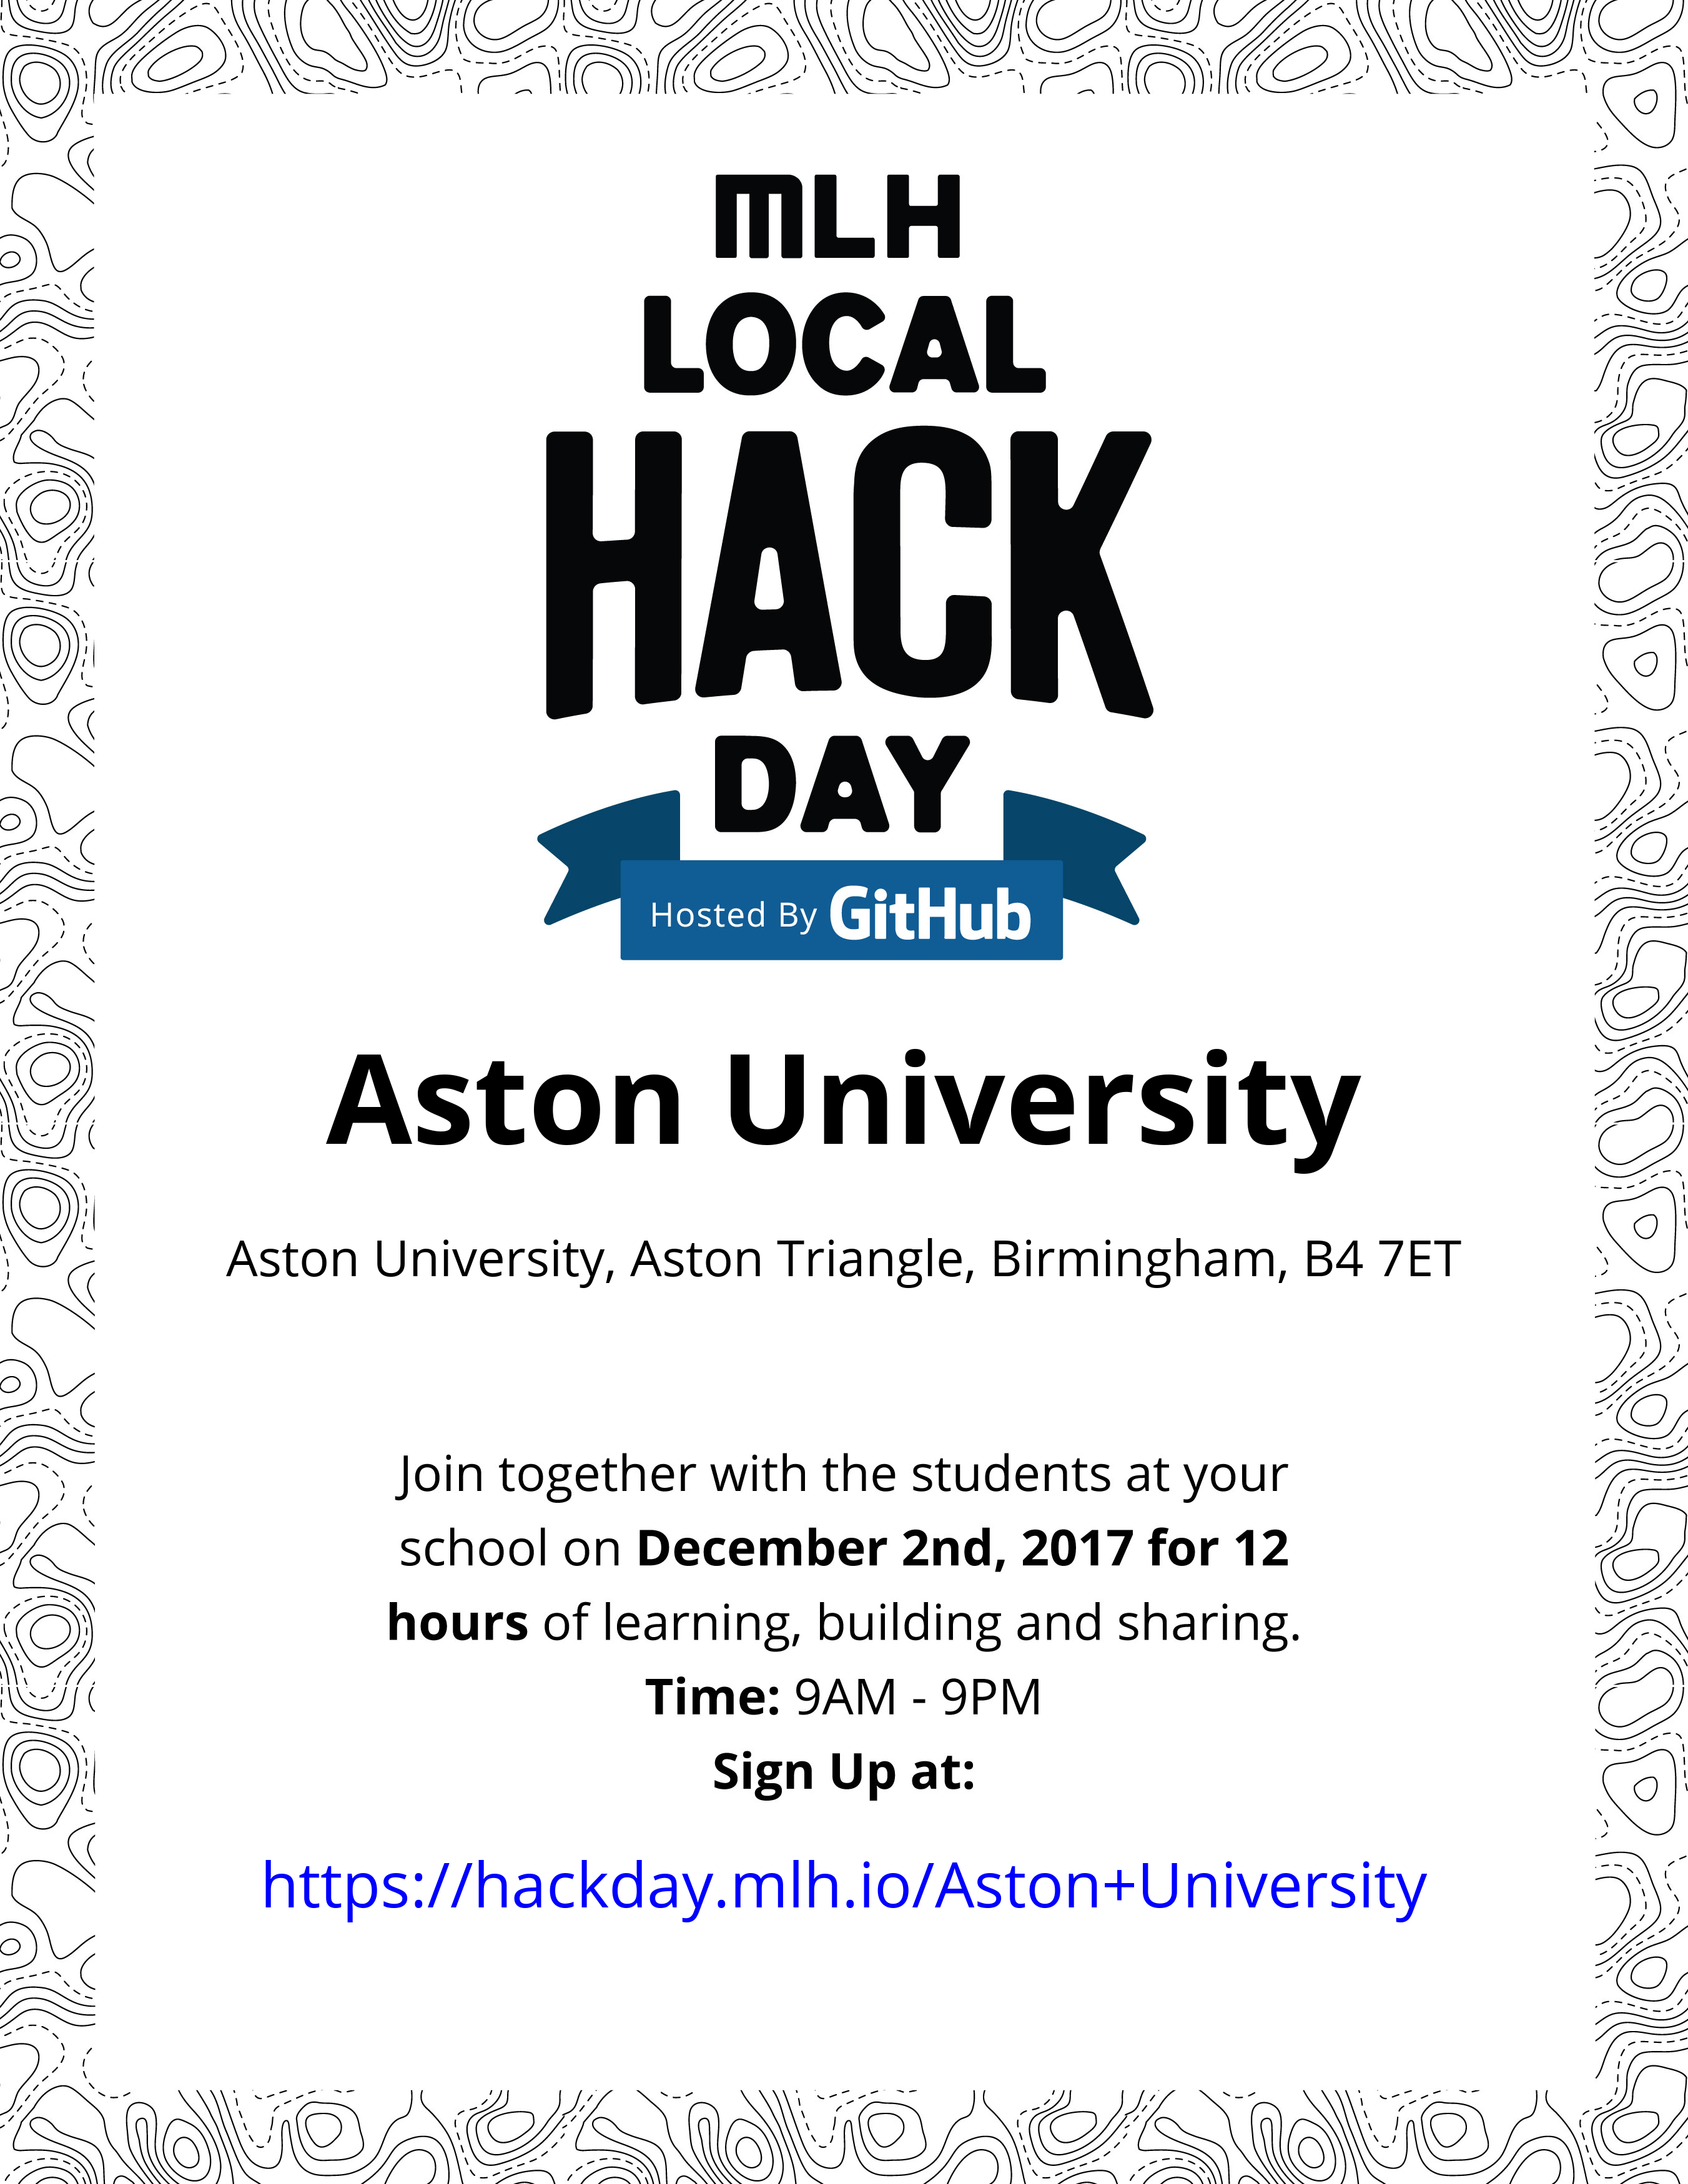 MLH
LOCAL
HACK
DAY
Hosted By GitHub
Aston University
Aston University, Aston Triangle, Birmingham, B4 7ET
Join together with the students at your
school on December 2nd, 2017 for 12
hours of learning, building and sharing.
Time: 9AM - 9PM
Sign Up at:
https://hackday.mlh.io/Aston+University